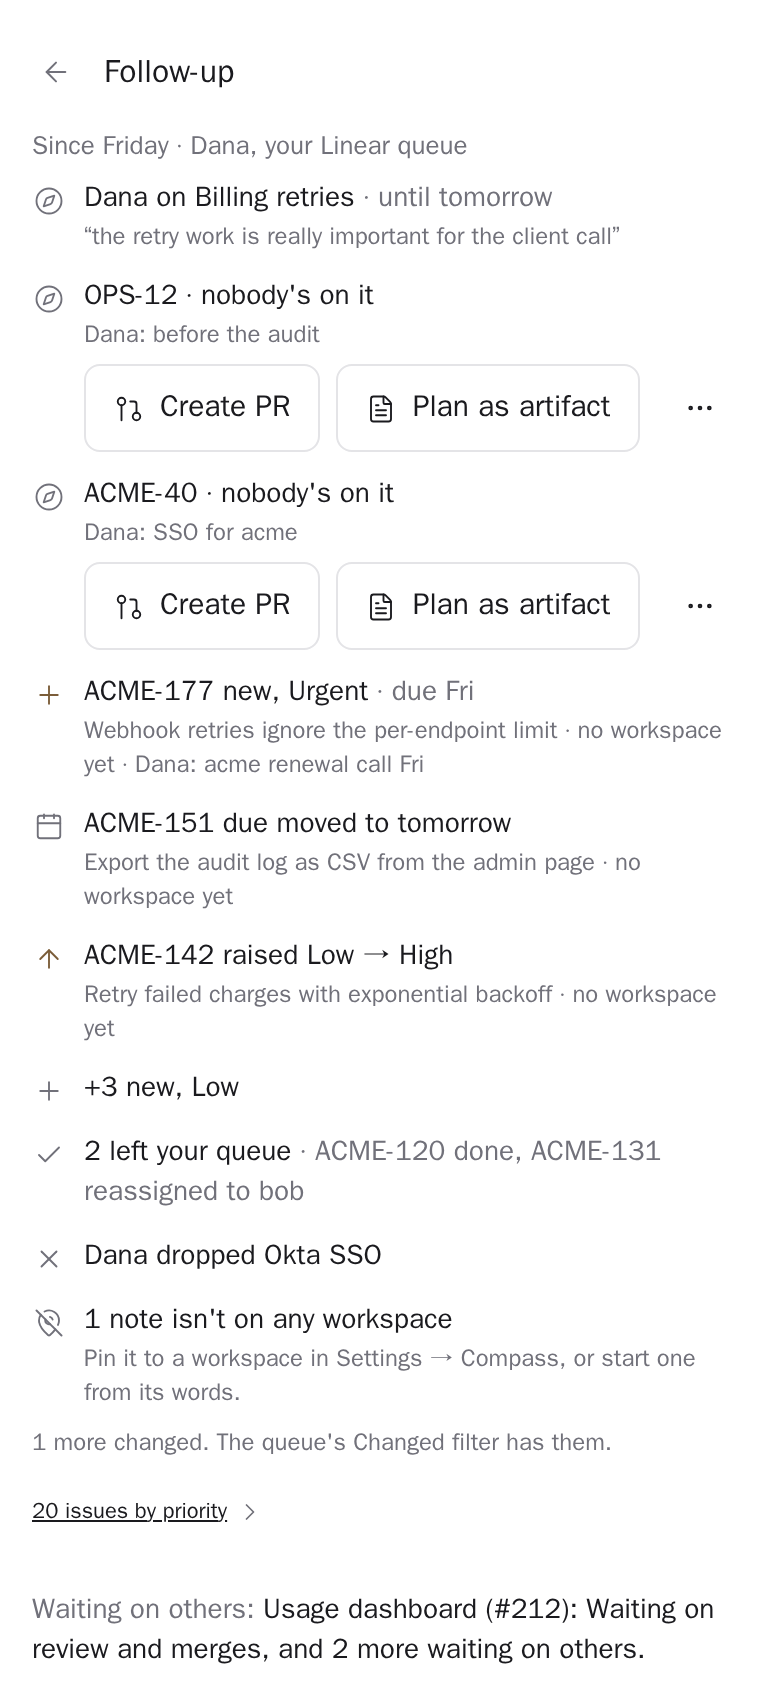 Follow-up
Since Friday · Dana, your Linear queue
Dana on Billing retries · until tomorrow
“the retry work is really important for the client call”
OPS-12 · nobody's on it
Dana: before the audit
Create PR
Plan as artifact
ACME-40 · nobody's on it
Dana: SSO for acme
Create PR
Plan as artifact
ACME-177 new, Urgent · due Fri
Webhook retries ignore the per-endpoint limit · no workspace
yet · Dana: acme renewal call Fri
ACME-151 due moved to tomorrow
Export the audit log as CSV from the admin page · no
workspace yet
ACME-142 raised Low → High
Retry failed charges with exponential backoff · no workspace
yet
+3 new, Low
2 left your queue · ACME-120 done, ACME-131
reassigned to bob
Dana dropped Okta SSO
1 note isn't on any workspace
Pin it to a workspace in Settings → Compass, or start one
from its words.
1 more changed. The queue's Changed filter has them.
20 issues by priority
Waiting on others: Usage dashboard (#212): Waiting on
review and merges, and 2 more waiting on others.